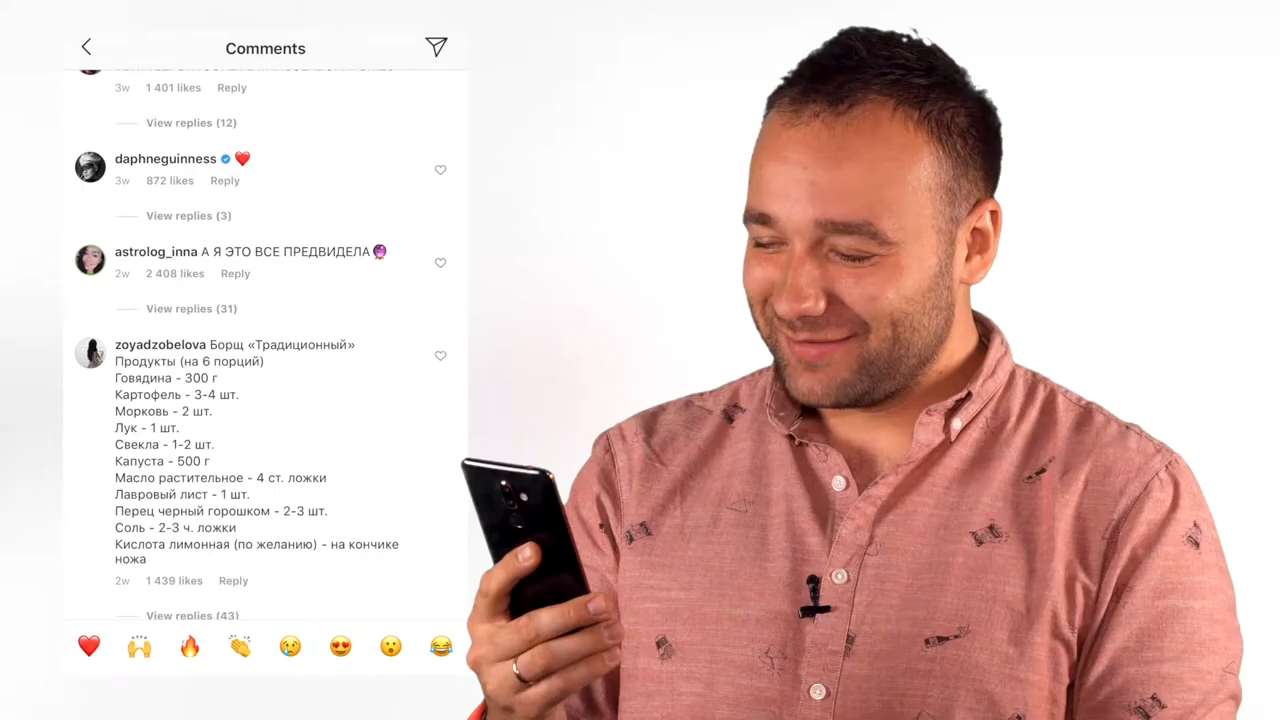 Comments
3w 1 401 likes Reply
View replies (12)
daphneguinness ❤️
3w 872 likes Reply
View replies (3)
astrolog_inna А Я ЭТО ВСЕ ПРЕДВИДЕЛА🔮
2w 2 408 likes Reply
View replies (31)
zoyadzobelova Борщ «Традиционный»
Продукты (на 6 порций)
Говядина - 300 г
Картофель - 3-4 шт.
Морковь - 2 шт.
Лук - 1 шт.
Свекла - 1-2 шт.
Капуста - 500 г
Масло растительное - 4 ст. ложки
Лавровый лист - 1 шт.
Перец черный горошком - 2-3 шт.
Соль - 2-3 ч. ложки
Кислота лимонная (по желанию) - на кончике
ножа
2w 1 439 likes Reply
View replies (43)